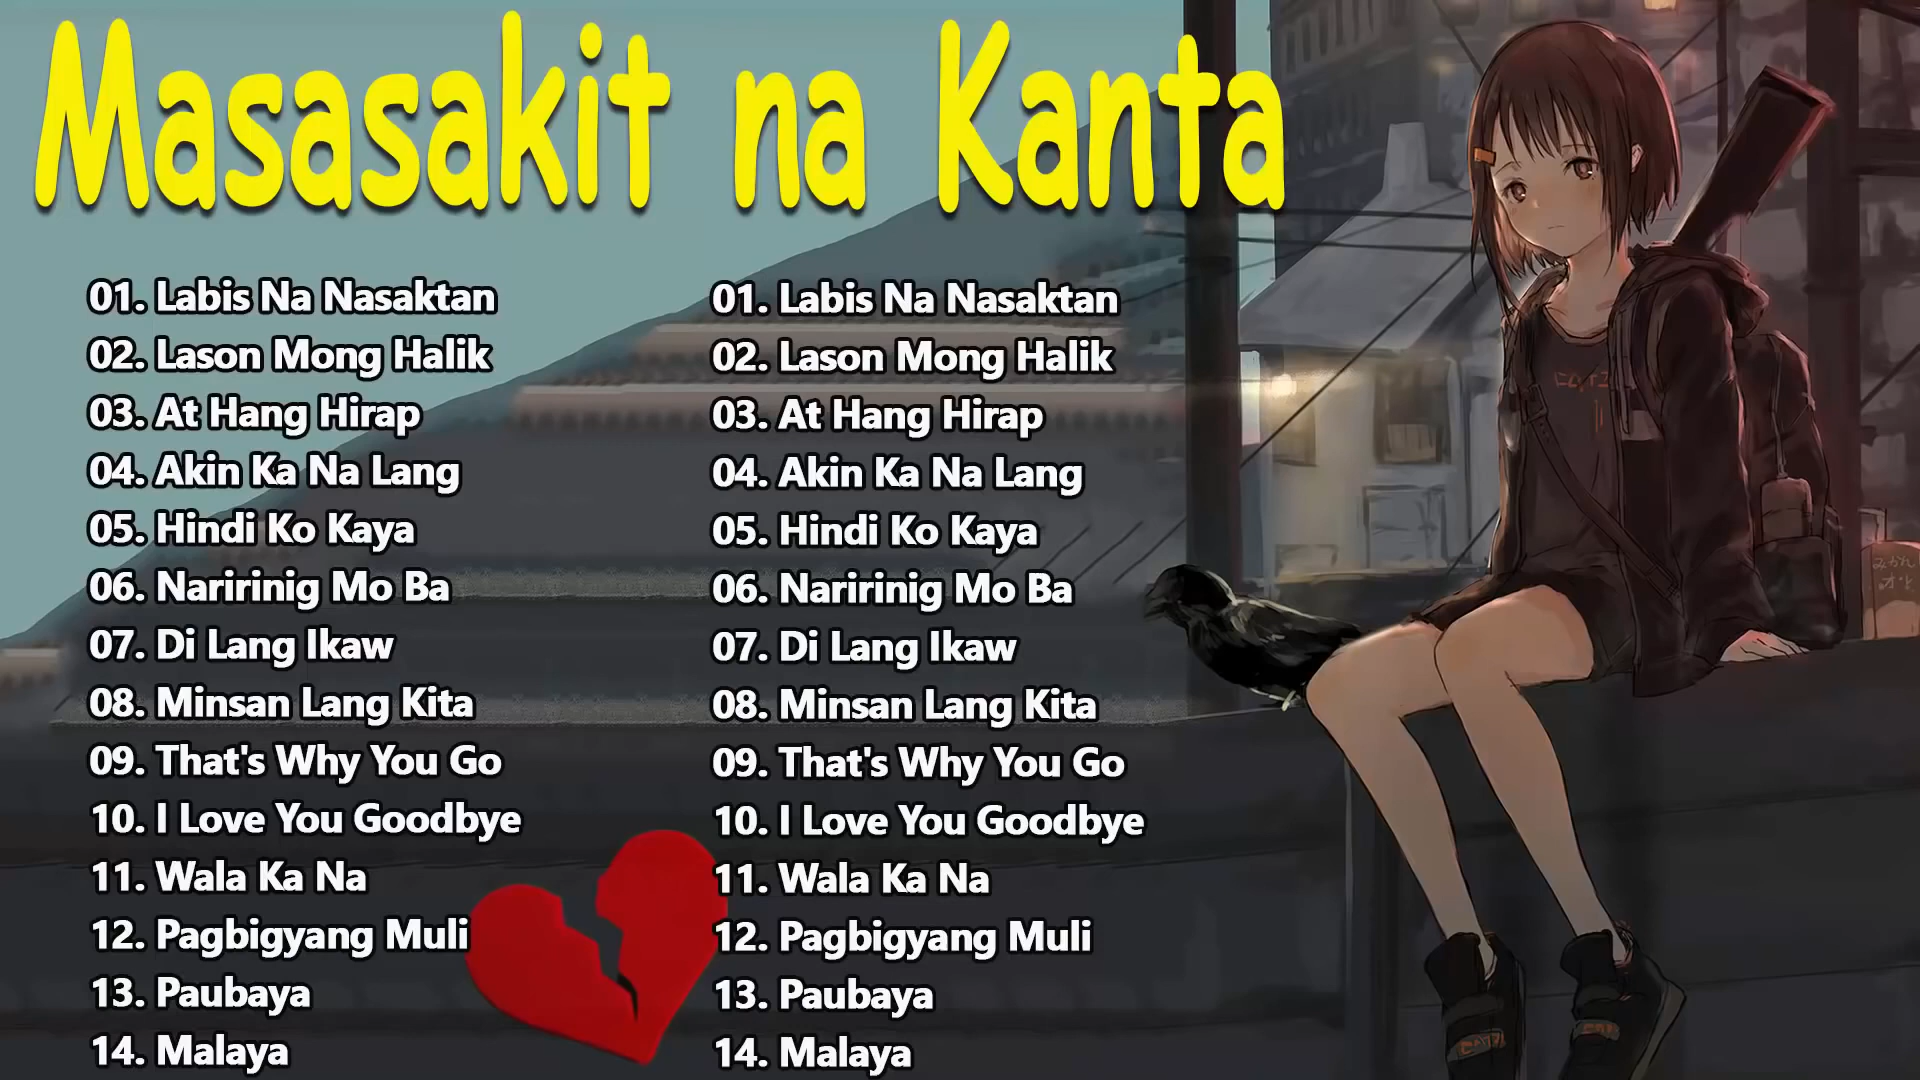 Masasakit na Kanta
01. Labis Na Nasaktan
02. Lason Mong Halik
03. At Hang Hirap
04. Akin Ka Na Lang
05. Hindi Ko Kaya
06. Naririnig Mo Ba
07. Di Lang Ikaw
08. Minsan Lang Kita
09. That's Why You Go
10. I Love You Goodbye
11. Wala Ka Na
12. Pagbigyang Muli
13. Paubaya
14. Malaya
01. Labis Na Nasaktan
02. Lason Mong Halik
03. At Hang Hirap
04. Akin Ka Na Lang
05. Hindi Ko Kaya
06. Naririnig Mo Ba
07. Di Lang Ikaw
08. Minsan Lang Kita
09. That's Why You Go
10. I Love You Goodbye
11. Wala Ka Na
12. Pagbigyang Muli
13. Paubaya
14. Malaya